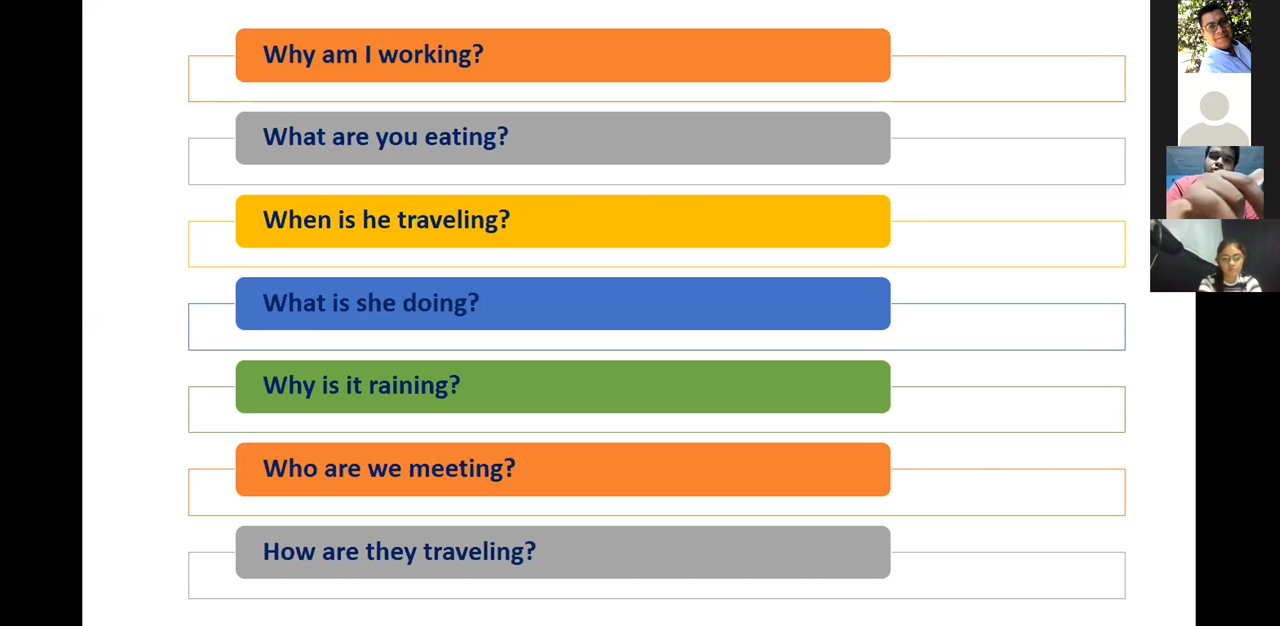 Why am I working?
What are you eating?
When is he traveling?
What is she doing?
Why is it raining?
Who are we meeting?
How are they traveling?